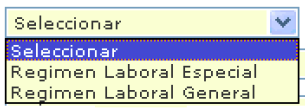 Seleccionar
Seleccionar
Regimen Laboral Especial
Regimen Laboral General